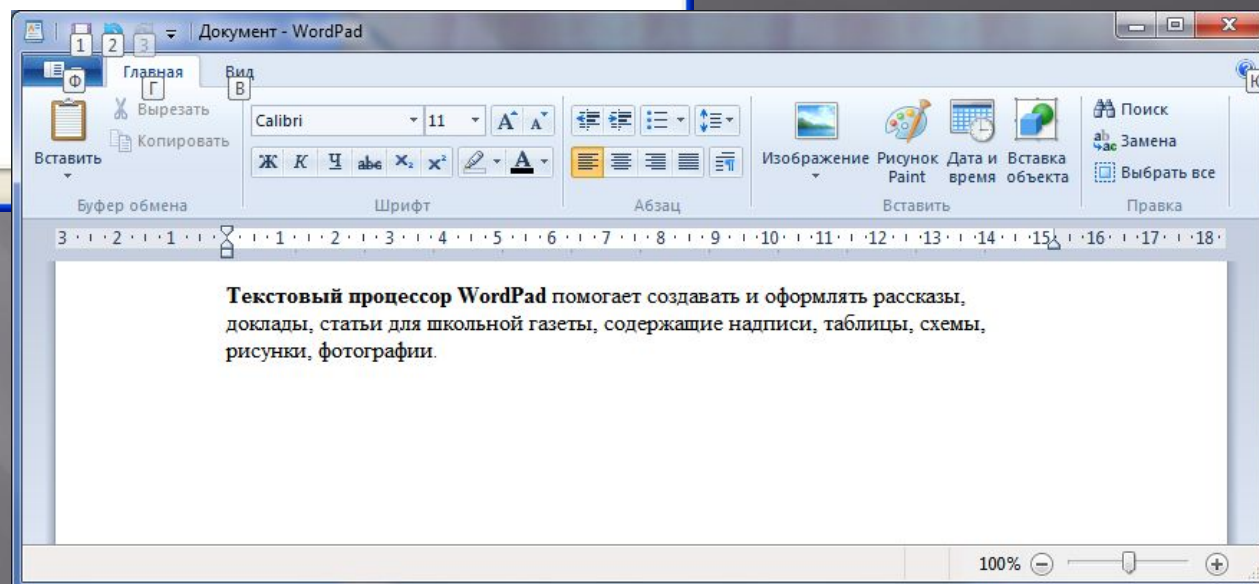 Документ - WordPad
1 2 3
Ф Г В К
Главная Вид
Вставить
Вырезать
Копировать
Буфер обмена
Calibri 11 A A
Ж К Ч abc X₂ X² A
Шрифт
Абзац
Изображение
Рисунок Paint
Дата и время
Вставка объекта
Вставить
Поиск
Замена
Выбрать все
Правка
3 2 1 1 2 3 4 5 6 7 8 9 10 11 12 13 14 15 16 17 18
Текстовый процессор WordPad помогает создавать и оформлять рассказы,
доклады, статьи для школьной газеты, содержащие надписи, таблицы, схемы,
рисунки, фотографии.
100%